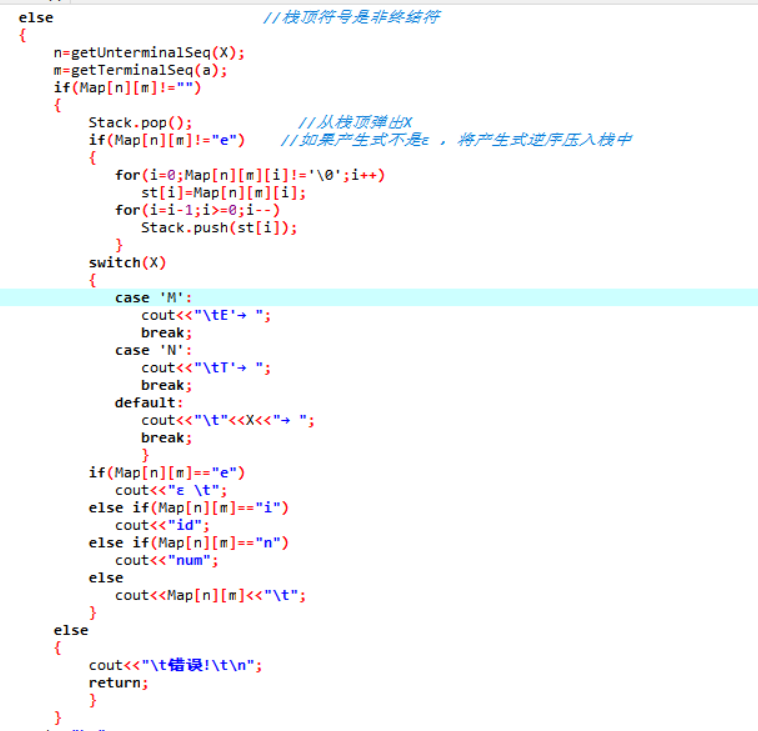 else //栈顶符号是非终结符
{
n=getUnterminalSeq(X);
m=getTerminalSeq(a);
if(Map[n][m]!="")
{
Stack.pop(); //从栈顶弹出X
if(Map[n][m]!="e") //如果产生式不是ε ，将产生式逆序压入栈中
{
for(i=0;Map[n][m][i]!='\0';i++)
st[i]=Map[n][m][i];
for(i=i-1;i>=0;i--)
Stack.push(st[i]);
}
switch(X)
{
case 'M':
cout<<"\tE'→ ";
break;
case 'N':
cout<<"\tT'→ ";
break;
default:
cout<<"\t"<<X<<"→ ";
break;
}
if(Map[n][m]=="e")
cout<<"ε \t";
else if(Map[n][m]=="i")
cout<<"id";
else if(Map[n][m]=="n")
cout<<"num";
else
cout<<Map[n][m]<<"\t";
}
else
{
cout<<"\t错误!\t\n";
return;
}
}